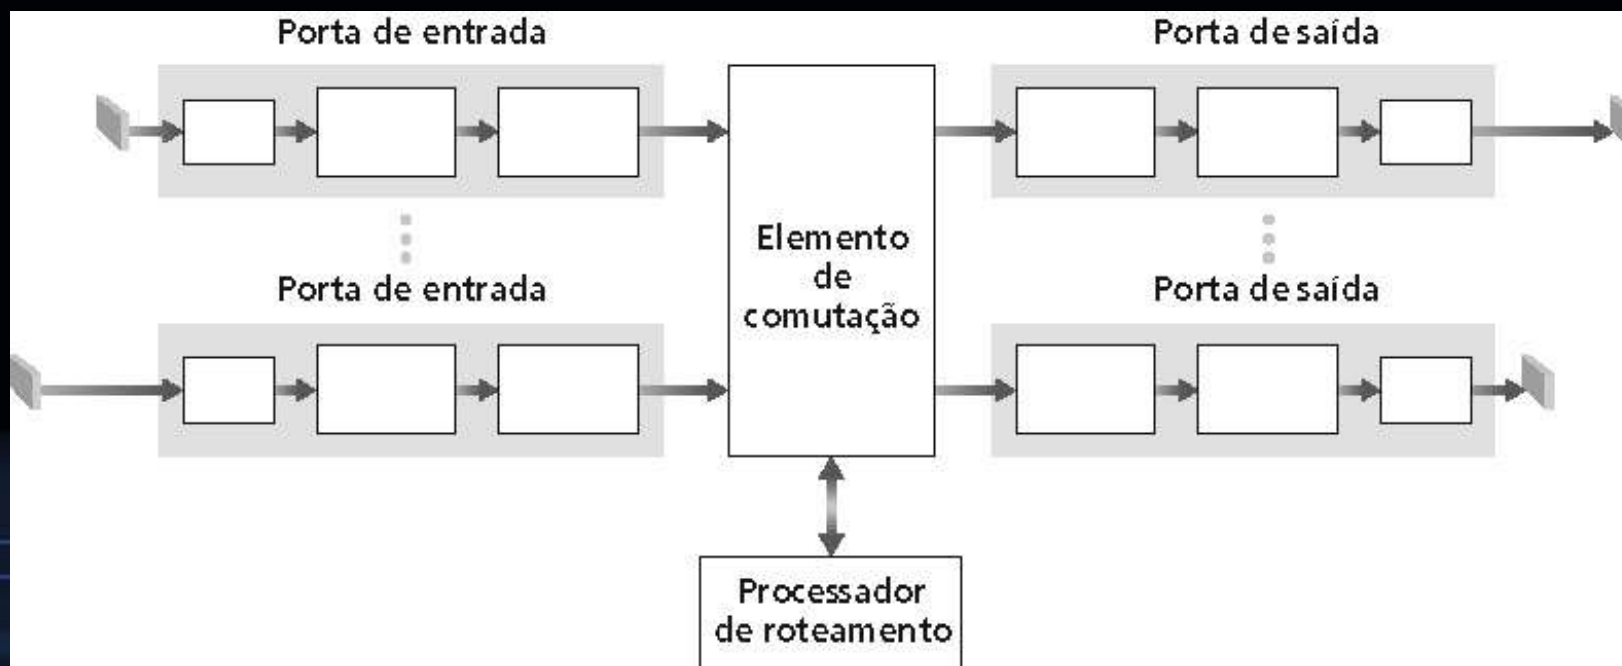 Porta de entrada
Porta de saída
Elemento
de
comutação
Porta de entrada
Porta de saída
Processador
de roteamento